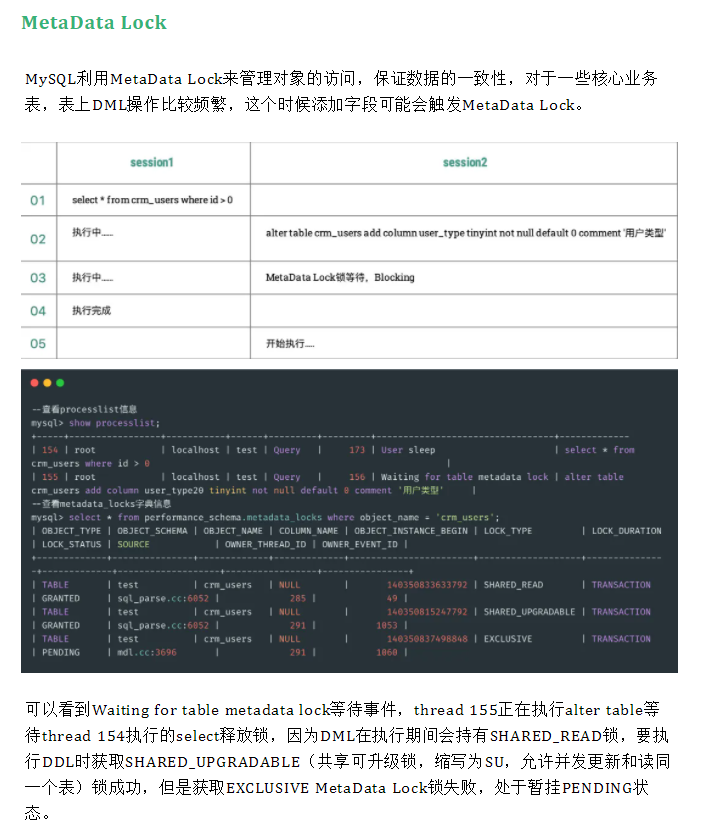 MetaData Lock
MySQL利用MetaData Lock来管理对象的访问，保证数据的一致性，对于一些核心业务
表，表上DML操作比较频繁，这个时候添加字段可能会触发MetaData Lock。
session1 session2
01 select * from crm_users where id > 0
02 执行中...... alter table crm_users add column user_type tinyint not null default 0 comment '用户类型'
03 执行中...... MetaData Lock锁等待，Blocking
04 执行完成
05 开始执行.....
--查看processlist信息
mysql> show processlist;
| 154 | root | localhost | test | Query | 173 | User sleep | select * from
crm_users where id > 0 |
| 155 | root | localhost | test | Query | 156 | Waiting for table metadata lock | alter table
crm_users add column user_type20 tinyint not null default 0 comment '用户类型' |
--查看metadata_locks字典信息
mysql> select * from performance_schema.metadata_locks where object_name = 'crm_users';
| OBJECT_TYPE | OBJECT_SCHEMA | OBJECT_NAME | COLUMN_NAME | OBJECT_INSTANCE_BEGIN | LOCK_TYPE | LOCK_DURATION
| LOCK_STATUS | SOURCE | OWNER_THREAD_ID | OWNER_EVENT_ID |
| TABLE | test | crm_users | NULL | 140350833633792 | SHARED_READ | TRANSACTION
| GRANTED | sql_parse.cc:6052 | 285 | 49 |
| TABLE | test | crm_users | NULL | 140350815247792 | SHARED_UPGRADABLE | TRANSACTION
| GRANTED | sql_parse.cc:6052 | 291 | 1053 |
| TABLE | test | crm_users | NULL | 140350837498848 | EXCLUSIVE | TRANSACTION
| PENDING | mdl.cc:3696 | 291 | 1060 |
可以看到Waiting for table metadata lock等待事件，thread 155正在执行alter table等
待thread 154执行的select释放锁，因为DML在执行期间会持有SHARED_READ锁，要执
行DDL时获取SHARED_UPGRADABLE（共享可升级锁，缩写为SU，允许并发更新和读同
一个表）锁成功，但是获取EXCLUSIVE MetaData Lock锁失败，处于暂挂PENDING状
态。